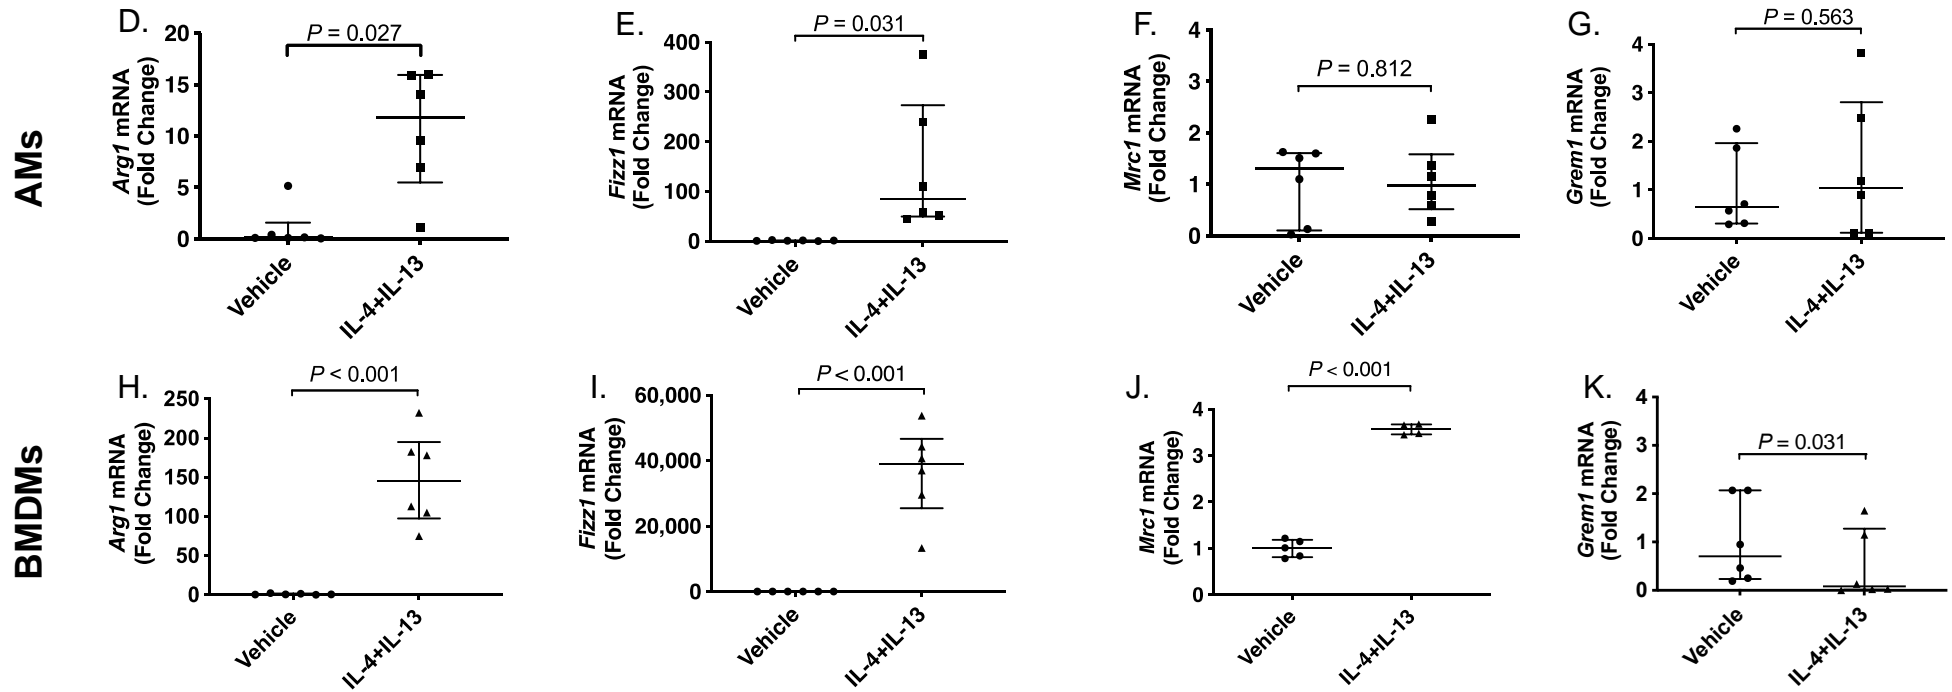 AMs
D.
Arg1 mRNA
(Fold Change)
20
15
10
5
0
P = 0.027
Vehicle
IL-4+IL-13
E.
Fizz1 mRNA
(Fold Change)
400
300
200
100
0
P = 0.031
Vehicle
IL-4+IL-13
F.
Mrc1 mRNA
(Fold Change)
4
3
2
1
0
P = 0.812
Vehicle
IL-4+IL-13
G.
Grem1 mRNA
(Fold Change)
4
3
2
1
0
P = 0.563
Vehicle
IL-4+IL-13
BMDMs
H.
Arg1 mRNA
(Fold Change)
250
200
150
100
50
0
P < 0.001
Vehicle
IL-4+IL-13
I.
Fizz1 mRNA
(Fold Change)
60,000
40,000
20,000
0
P < 0.001
Vehicle
IL-4+IL-13
J.
Mrc1 mRNA
(Fold Change)
4
3
2
1
0
P < 0.001
Vehicle
IL-4+IL-13
K.
Grem1 mRNA
(Fold Change)
4
3
2
1
0
P = 0.031
Vehicle
IL-4+IL-13